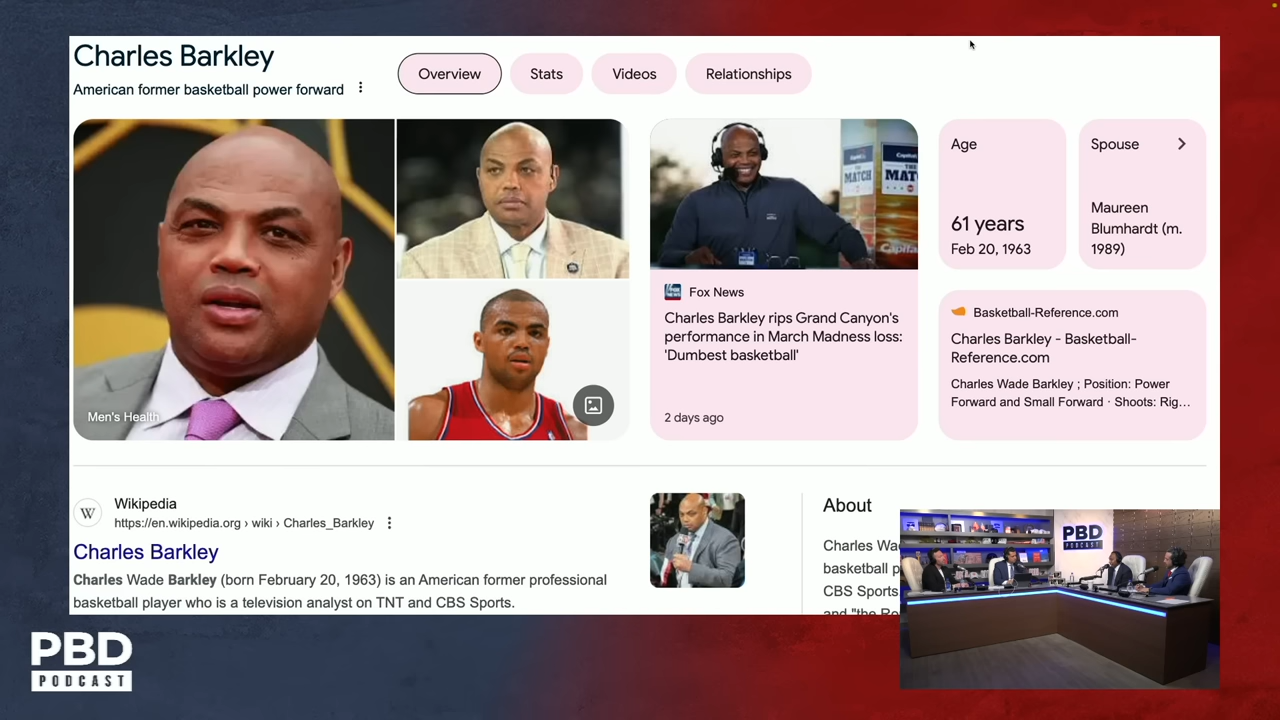 Charles Barkley
American former basketball power forward
Overview
Stats
Videos
Relationships
Men's Health
Fox News
Charles Barkley rips Grand Canyon's
performance in March Madness loss:
'Dumbest basketball'
2 days ago
Age
61 years
Feb 20, 1963
Spouse
Maureen
Blumhardt (m.
1989)
Basketball-Reference.com
Charles Barkley - Basketball-
Reference.com
Charles Wade Barkley ; Position: Power
Forward and Small Forward · Shoots: Rig...
W
Wikipedia
https://en.wikipedia.org › wiki › Charles_Barkley
Charles Barkley
Charles Wade Barkley (born February 20, 1963) is an American former professional
basketball player who is a television analyst on TNT and CBS Sports.
About
Charles Wa
basketball p
CBS Sports
and "the Ro
PBD
PODCAST
PBD
PODCAST